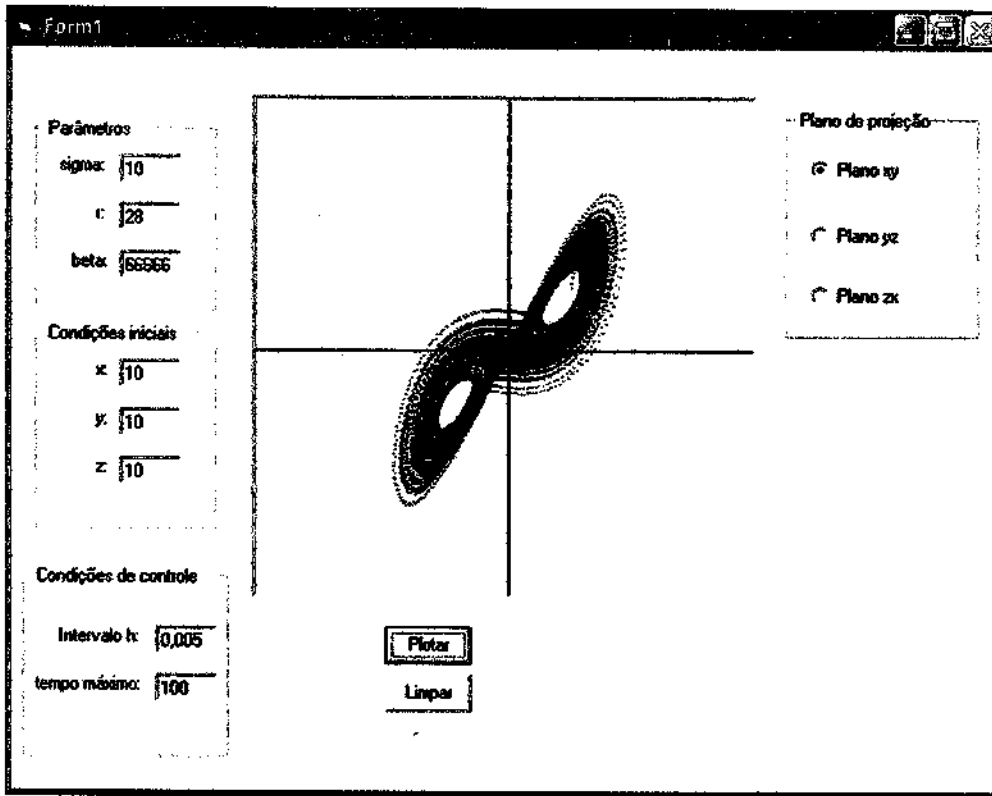 Form1
Parâmetros
sigma: 10
r: 28
beta: 66666
Condições iniciais
x: 10
y: 10
z: 10
Condições de controle
Intervalo h: 0,005
tempo máximo: 100
Plotar
Limpar
Plano de projeção
Plano xy
Plano yz
Plano zx